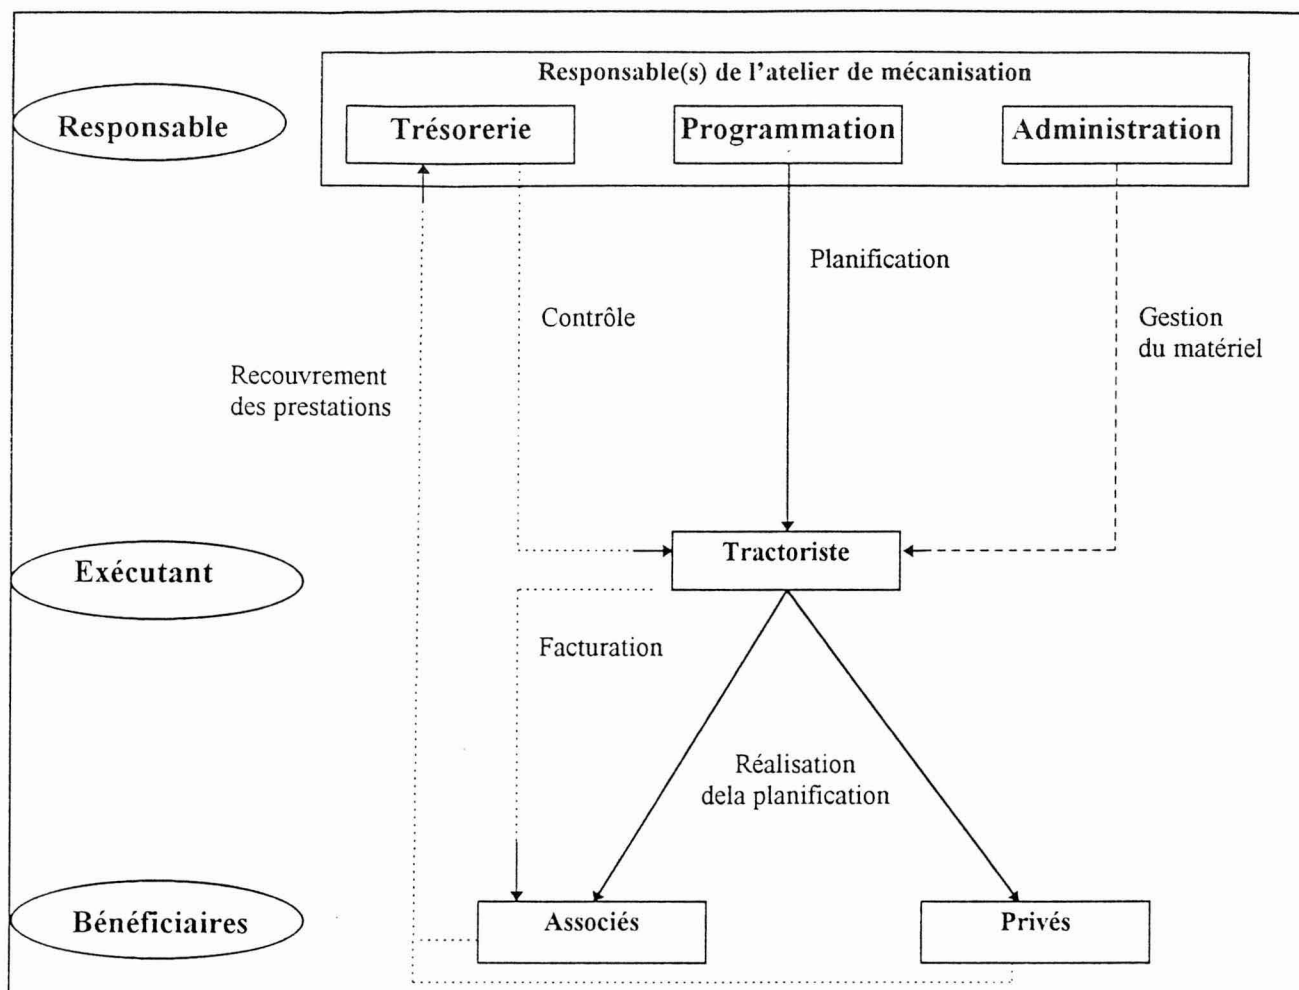 Responsable(s) de l'atelier de mécanisation
Responsable
Trésorerie
Programmation
Administration
Planification
Contrôle
Gestion
du matériel
Recouvrement
des prestations
Tractoriste
Exécutant
Facturation
Réalisation
dela planification
Bénéficiaires
Associés
Privés